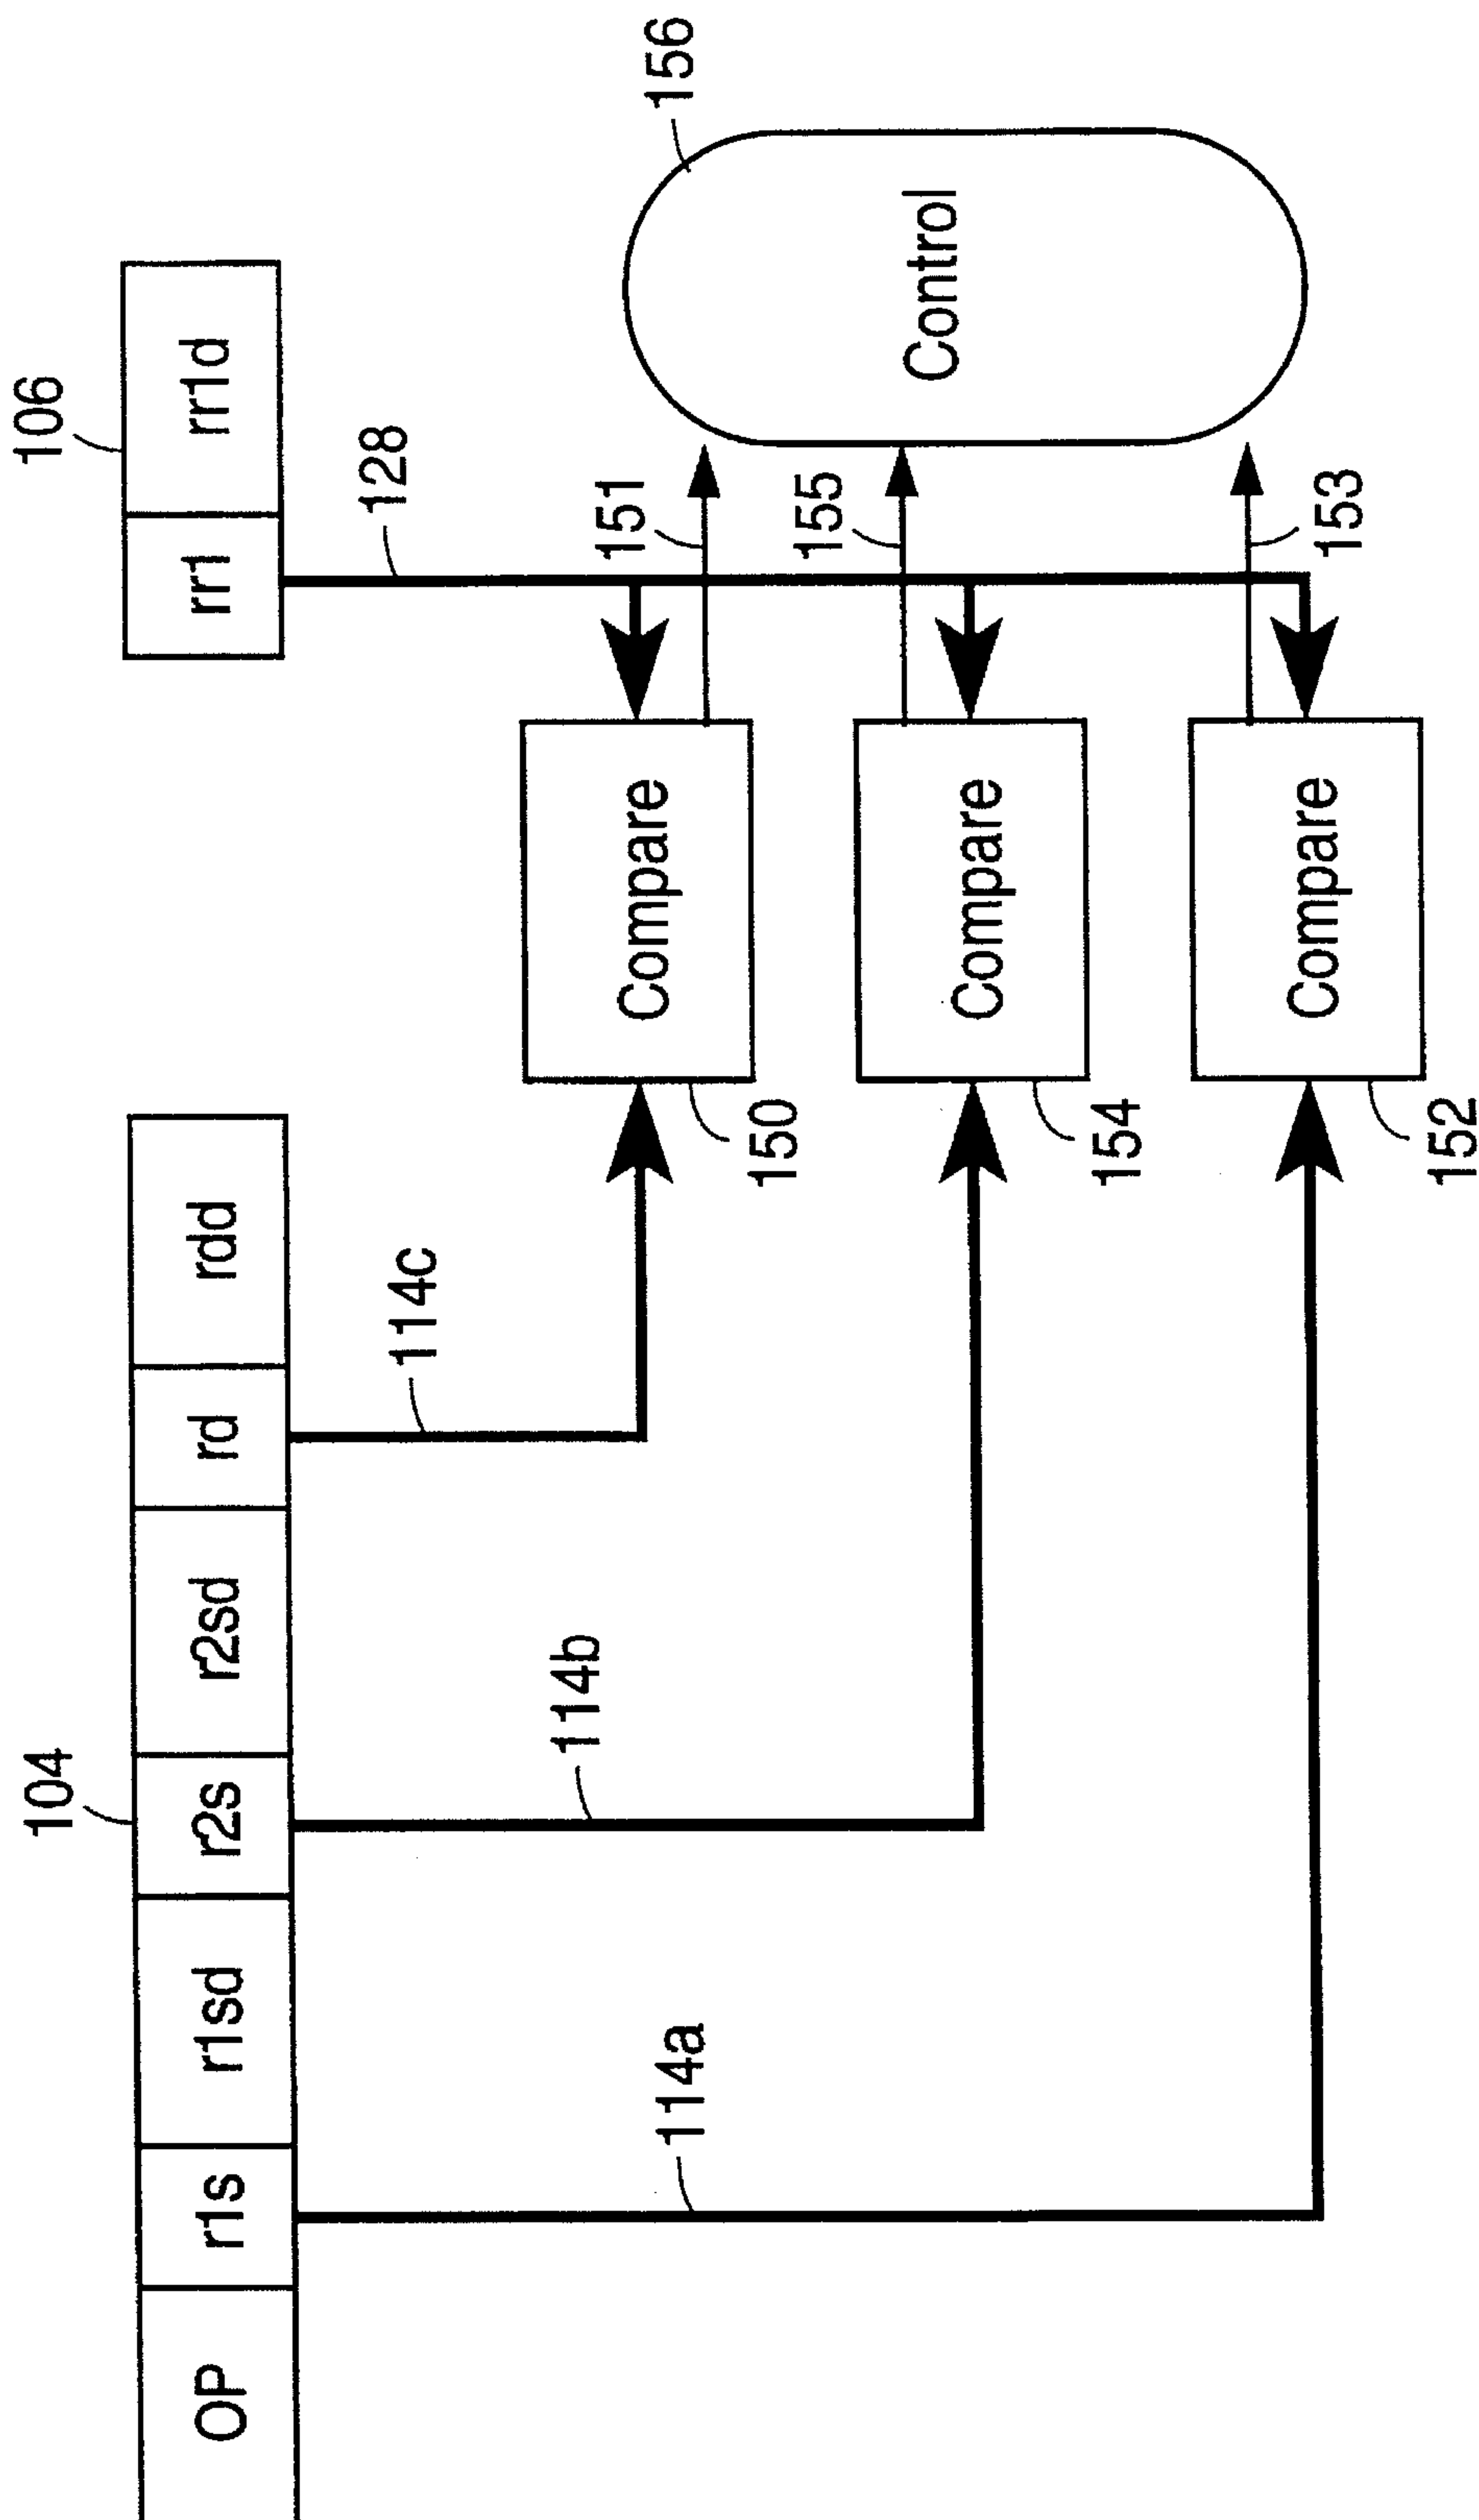 104
106
OP r1s r1sd r2s r2sd rd rdd
rr1 rr1d
128
114c
114b
114a
151
156
Compare
150
155
Control
Compare
154
153
Compare
152